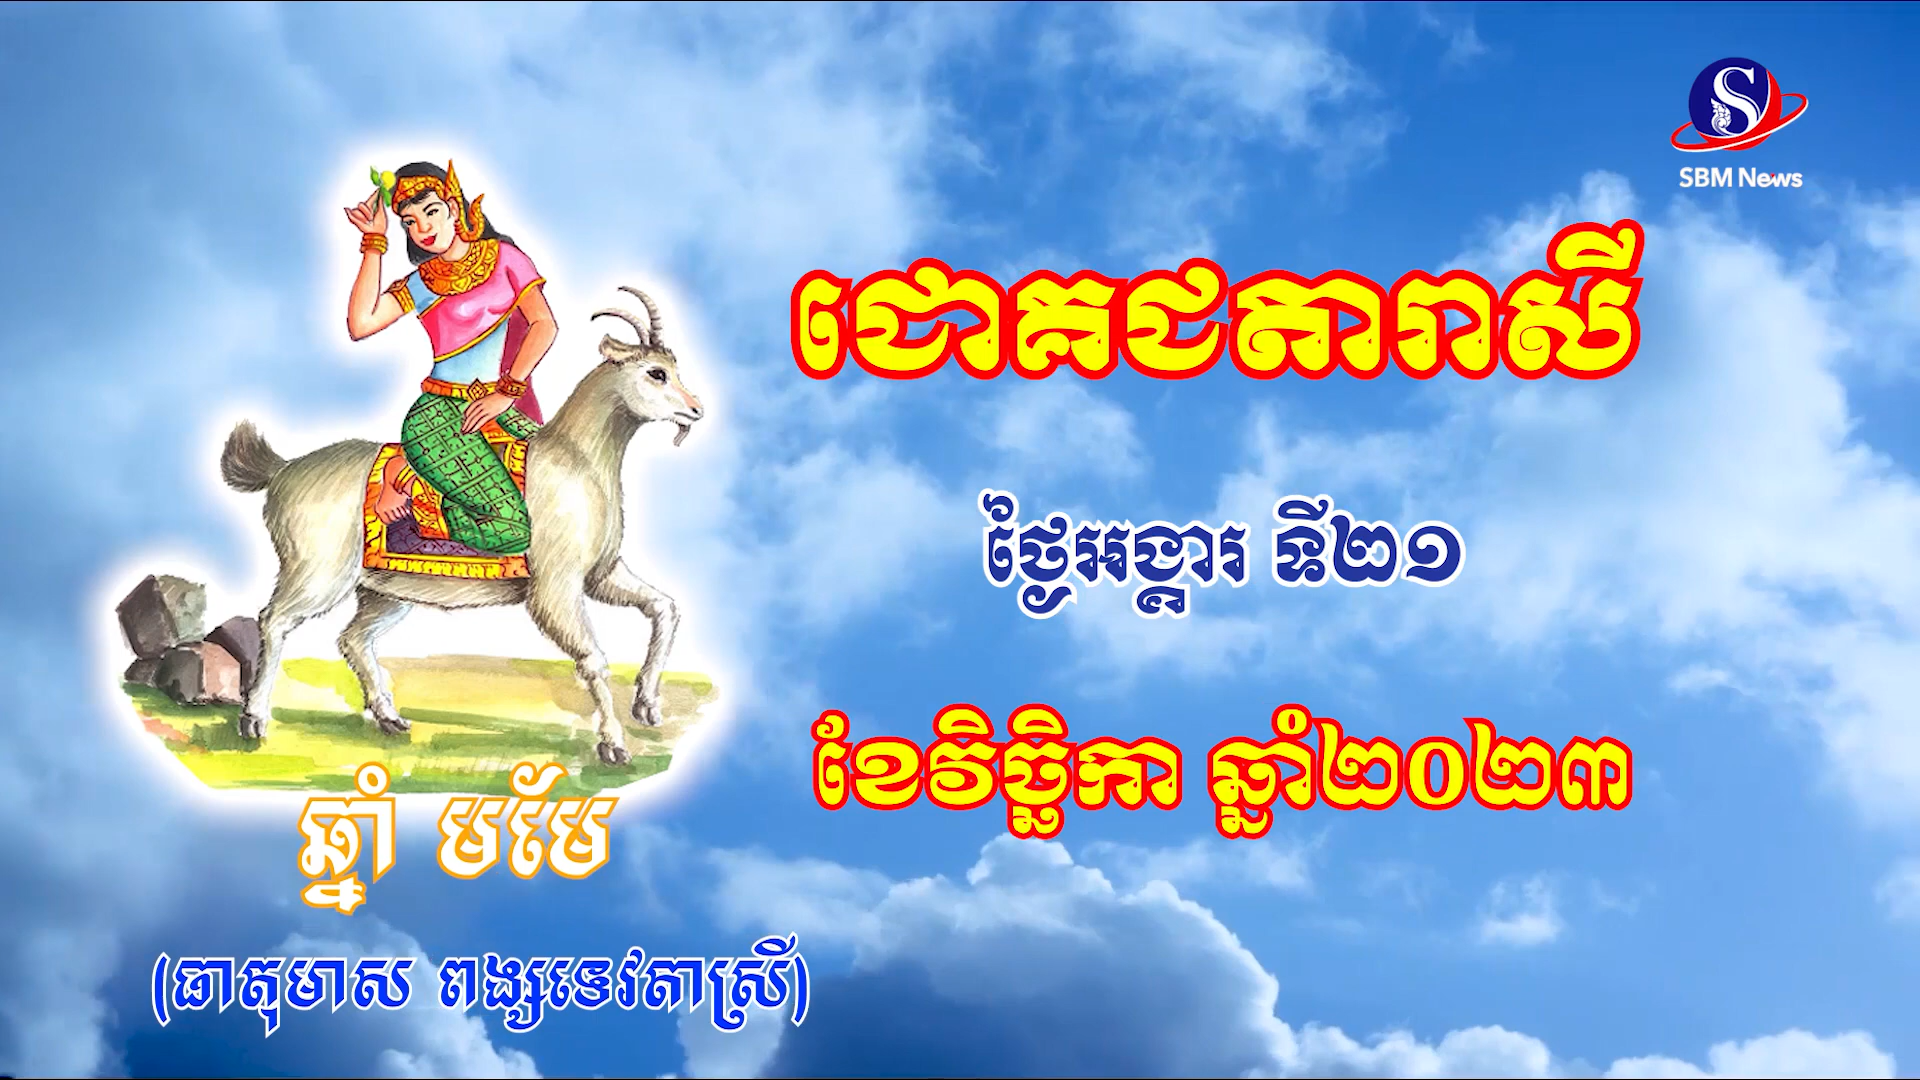 SBM News
ជោគជតារាសី
ថ្ងៃអង្គារ ទី២១
ខែវិច្ឆិកា ឆ្នាំ២០២៣
ឆ្នាំ មមែ
(ធាតុមាស ពង្សទេវតាស្រី)